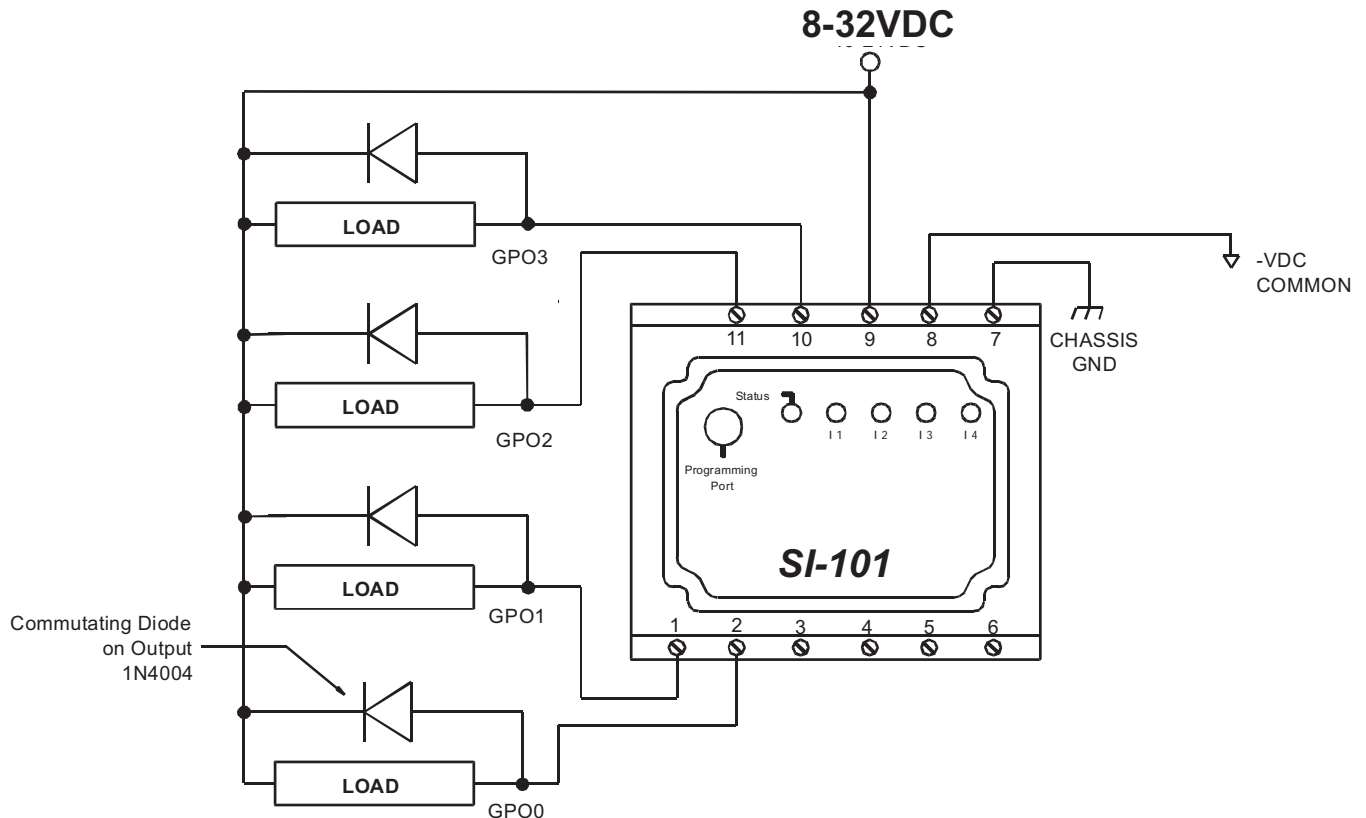 8-32VDC
LOAD
GPO3
LOAD
GPO2
LOAD
GPO1
LOAD
GPO0
Commutating Diode
on Output
1N4004
-VDC
COMMON
CHASSIS
GND
11 10 9 8 7
Status
I 1 I 2 I 3 I 4
Programming
Port
SI-101
1 2 3 4 5 6